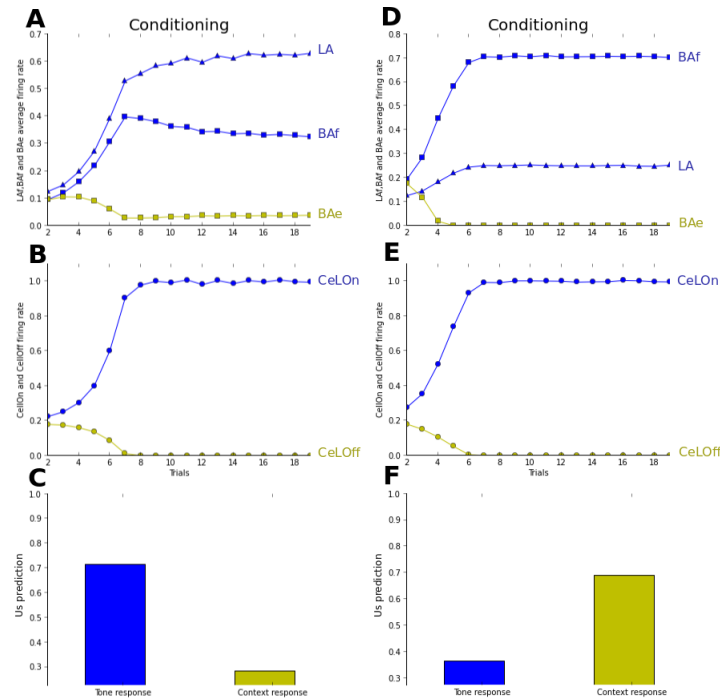 A
Conditioning
LAf,BAf and BAe average firing rate
0.7
0.6
0.5
0.4
0.3
0.2
0.1
0.0
2 4 6 8 10 12 14 16 18
LA
BAf
BAe
B
CellOn and CellOff firing rate
1.0
0.8
0.6
0.4
0.2
0.0
2 4 6 8 10 12 14 16 18
Trials
CeLOn
CeLOff
C
Us prediction
1.0
0.9
0.8
0.7
0.6
0.5
0.4
0.3
Tone response Context response
D
Conditioning
LAf,BAf and BAe average firing rate
0.8
0.7
0.6
0.5
0.4
0.3
0.2
0.1
0.0
2 4 6 8 10 12 14 16 18
BAf
LA
BAe
E
CellOn and CellOff firing rate
1.0
0.8
0.6
0.4
0.2
0.0
2 4 6 8 10 12 14 16 18
Trials
CeLOn
CeLOff
F
Us prediction
1.0
0.9
0.8
0.7
0.6
0.5
0.4
0.3
Tone response Context response